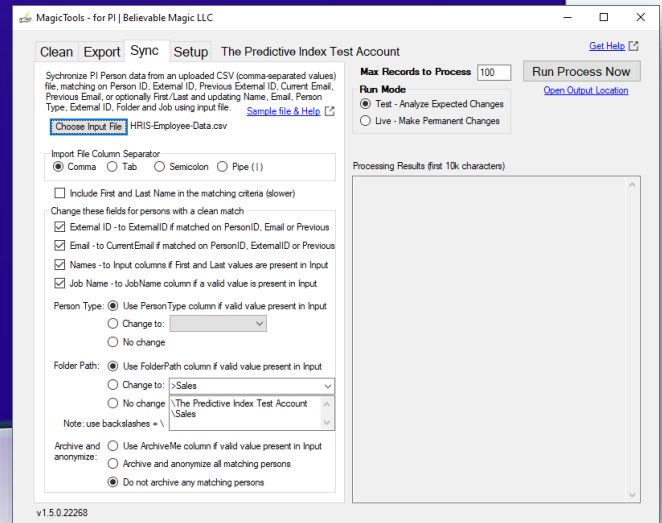 MagicTools - for PI | Believable Magic LLC
Clean Export Sync Setup The Predictive Index Test Account
Get Help
Sychronize PI Person data from an uploaded CSV (comma-separated values)
file, matching on Person ID, External ID, Previous External ID, Current Email,
Previous Email, or optionally First/Last and updating Name, Email, Person
Type, External ID, Folder and Job using input file.
Sample file & Help
Choose Input File HRIS-Employee-Data.csv
Max Records to Process 100
Run Process Now
Run Mode
Test - Analyze Expected Changes
Live - Make Permanent Changes
Open Output Location
Import File Column Separator
Comma Tab Semicolon Pipe ( | )
Include First and Last Name in the matching criteria (slower)
Change these fields for persons with a clean match
External ID - to ExternalID if matched on PersonID, Email or Previous
Email - to CurrentEmail if matched on PersonID, ExternalID or Previous
Names - to Input columns if First and Last values are present in Input
Job Name - to JobName column if a valid value is present in Input
Person Type: Use PersonType column if valid value present in Input
Change to:
No change
Folder Path: Use FolderPath column if valid value present in Input
Change to: >Sales
No change \The Predictive Index Test Account
\Sales
Note: use backslashes = \
Archive and
anonymize:
Use ArchiveMe column if valid value present in Input
Archive and anonymize all matching persons
Do not archive any matching persons
Processing Results (first 10k characters)
v1.5.0.22268